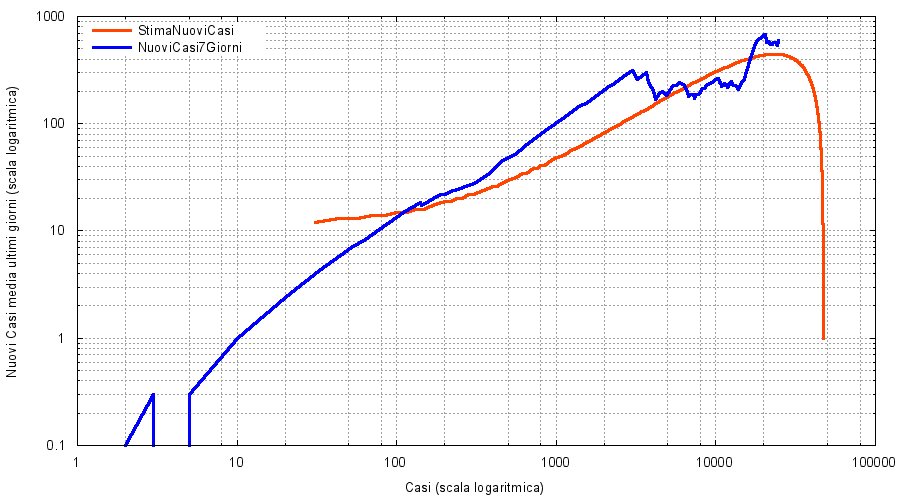 1000
StimaNuoviCasi
NuoviCasi7Giorni
100
10
1
0.1
Nuovi Casi media ultimi giorni (scala logaritmica)
1 10 100 1000 10000 100000
Casi (scala logaritmica)